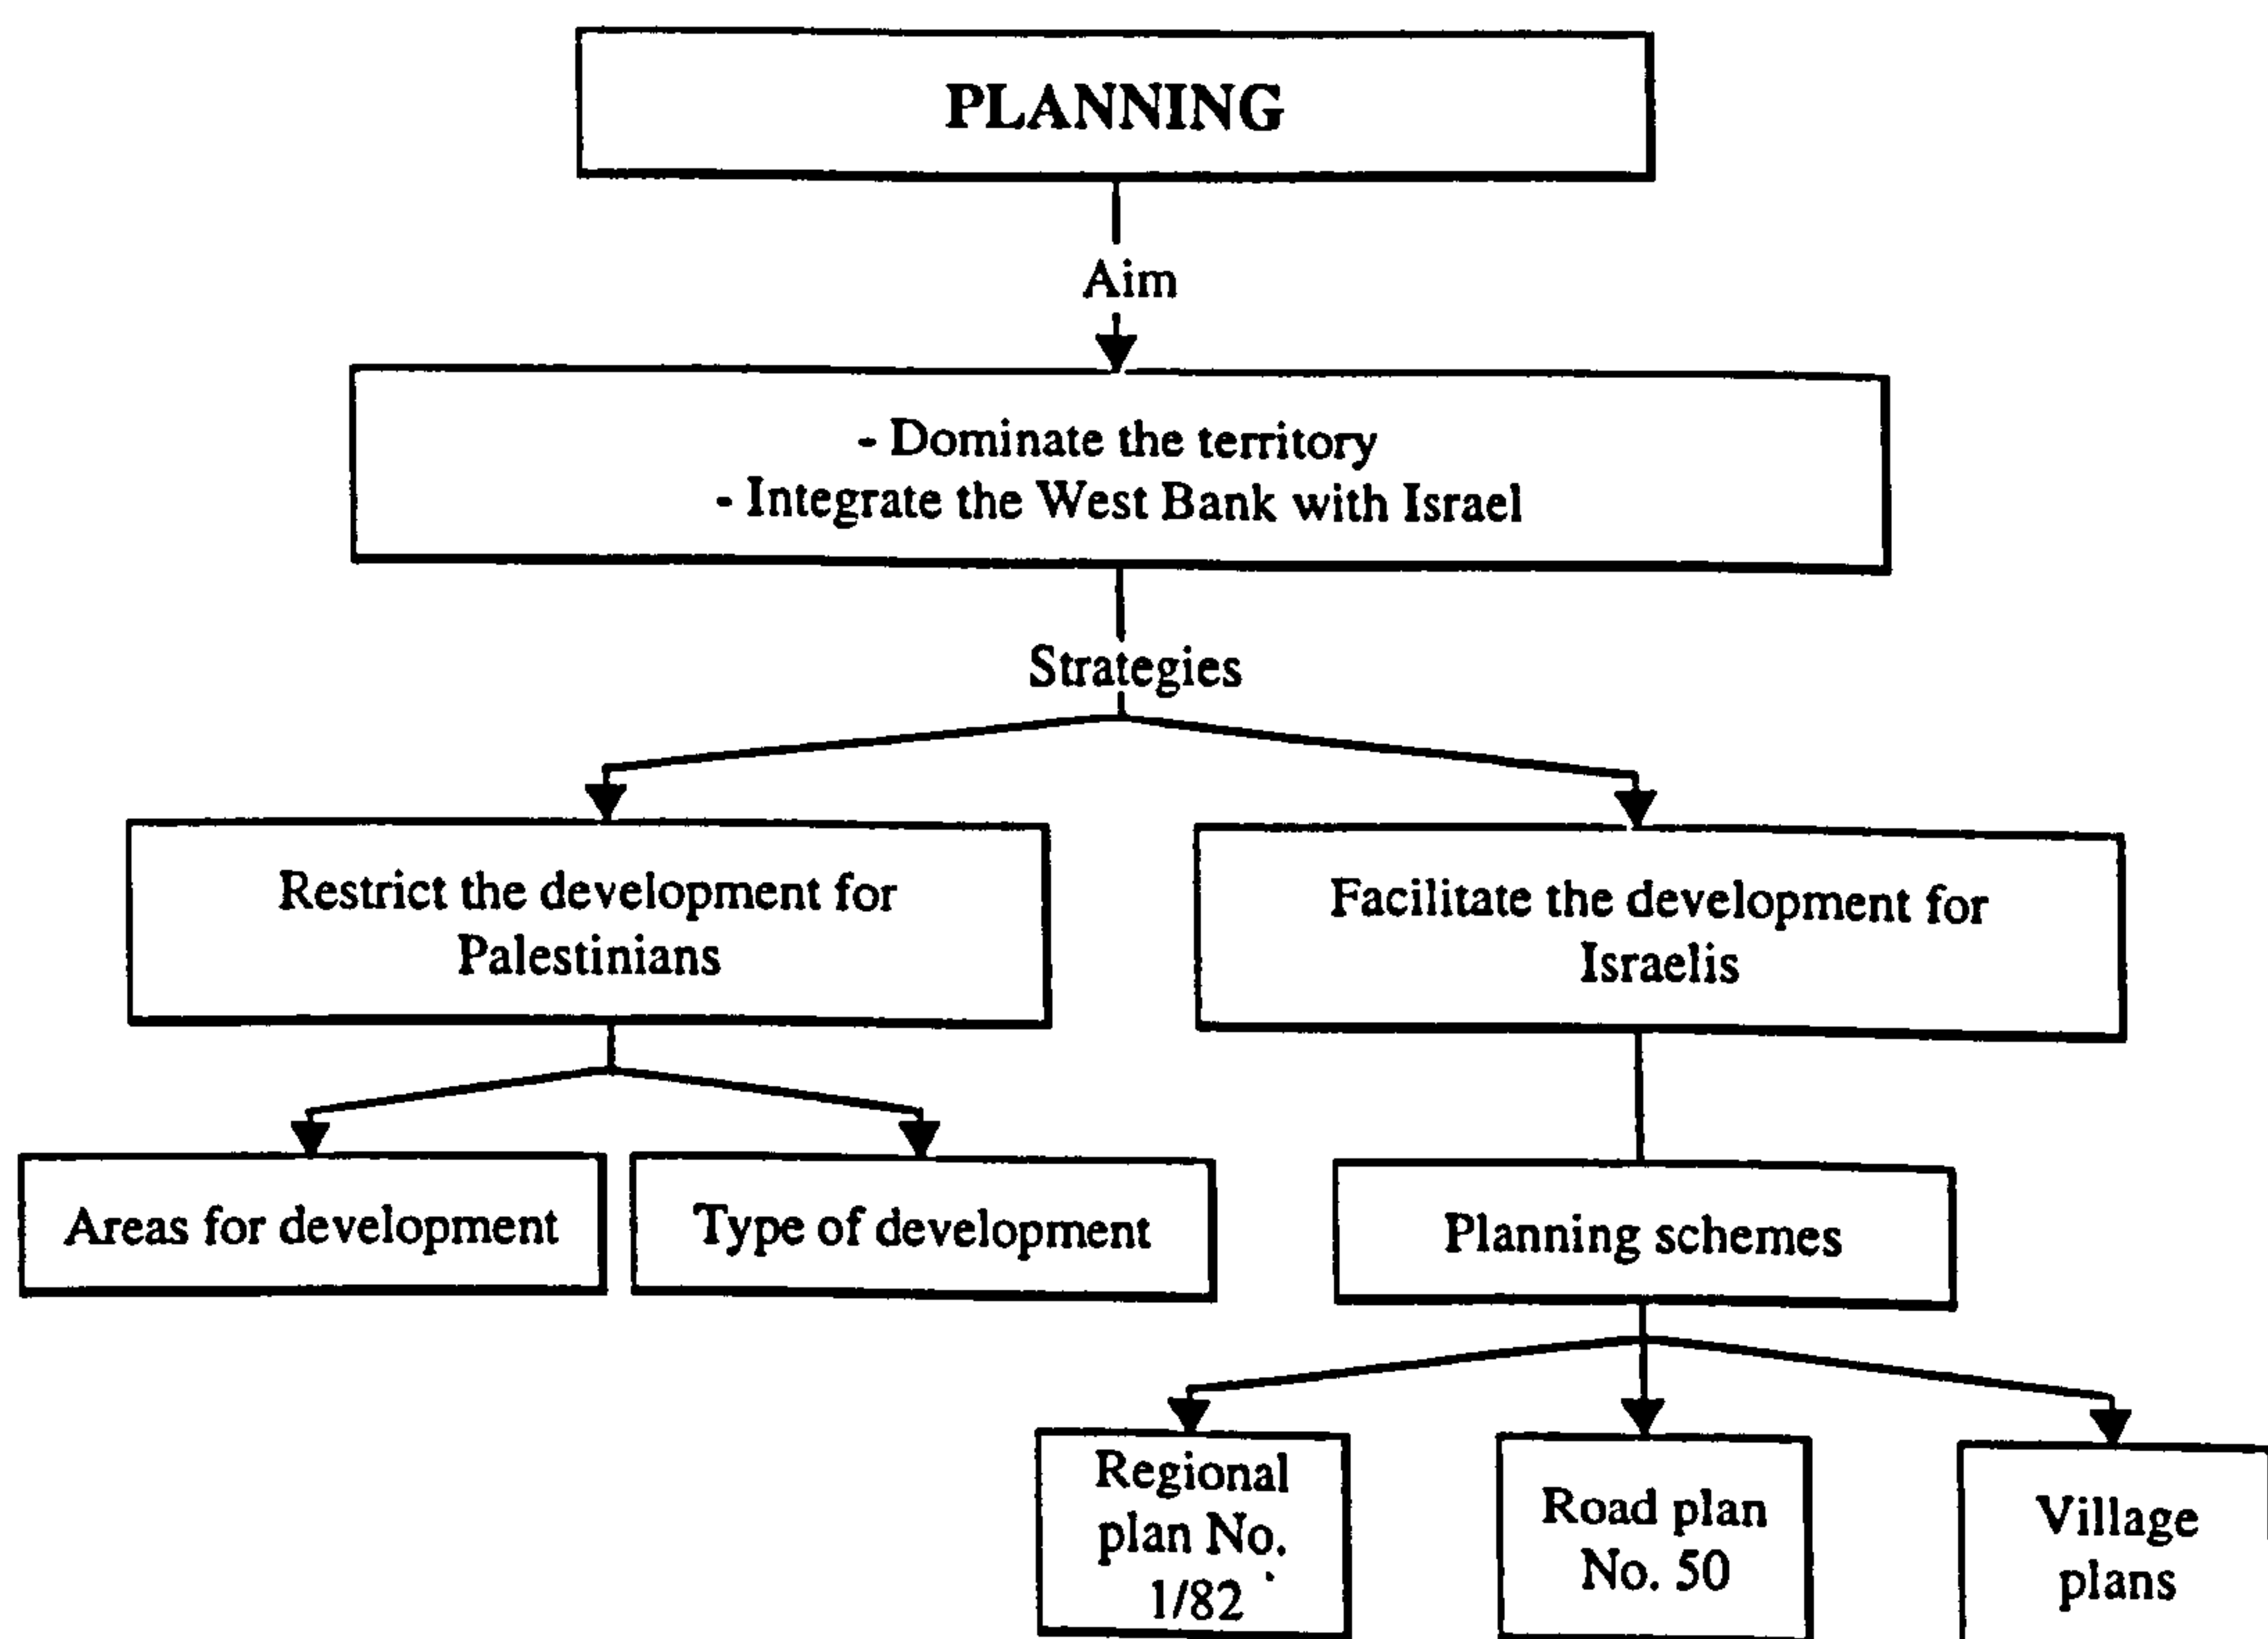 PLANNING
Aim
- Dominate the territory
- Integrate the West Bank with Israel
Strategies
Restrict the development for
Palestinians
Facilitate the development for
Israelis
Areas for development
Type of development
Planning schemes
Regional
plan No.
1/82
Road plan
No. 50
Village
plans